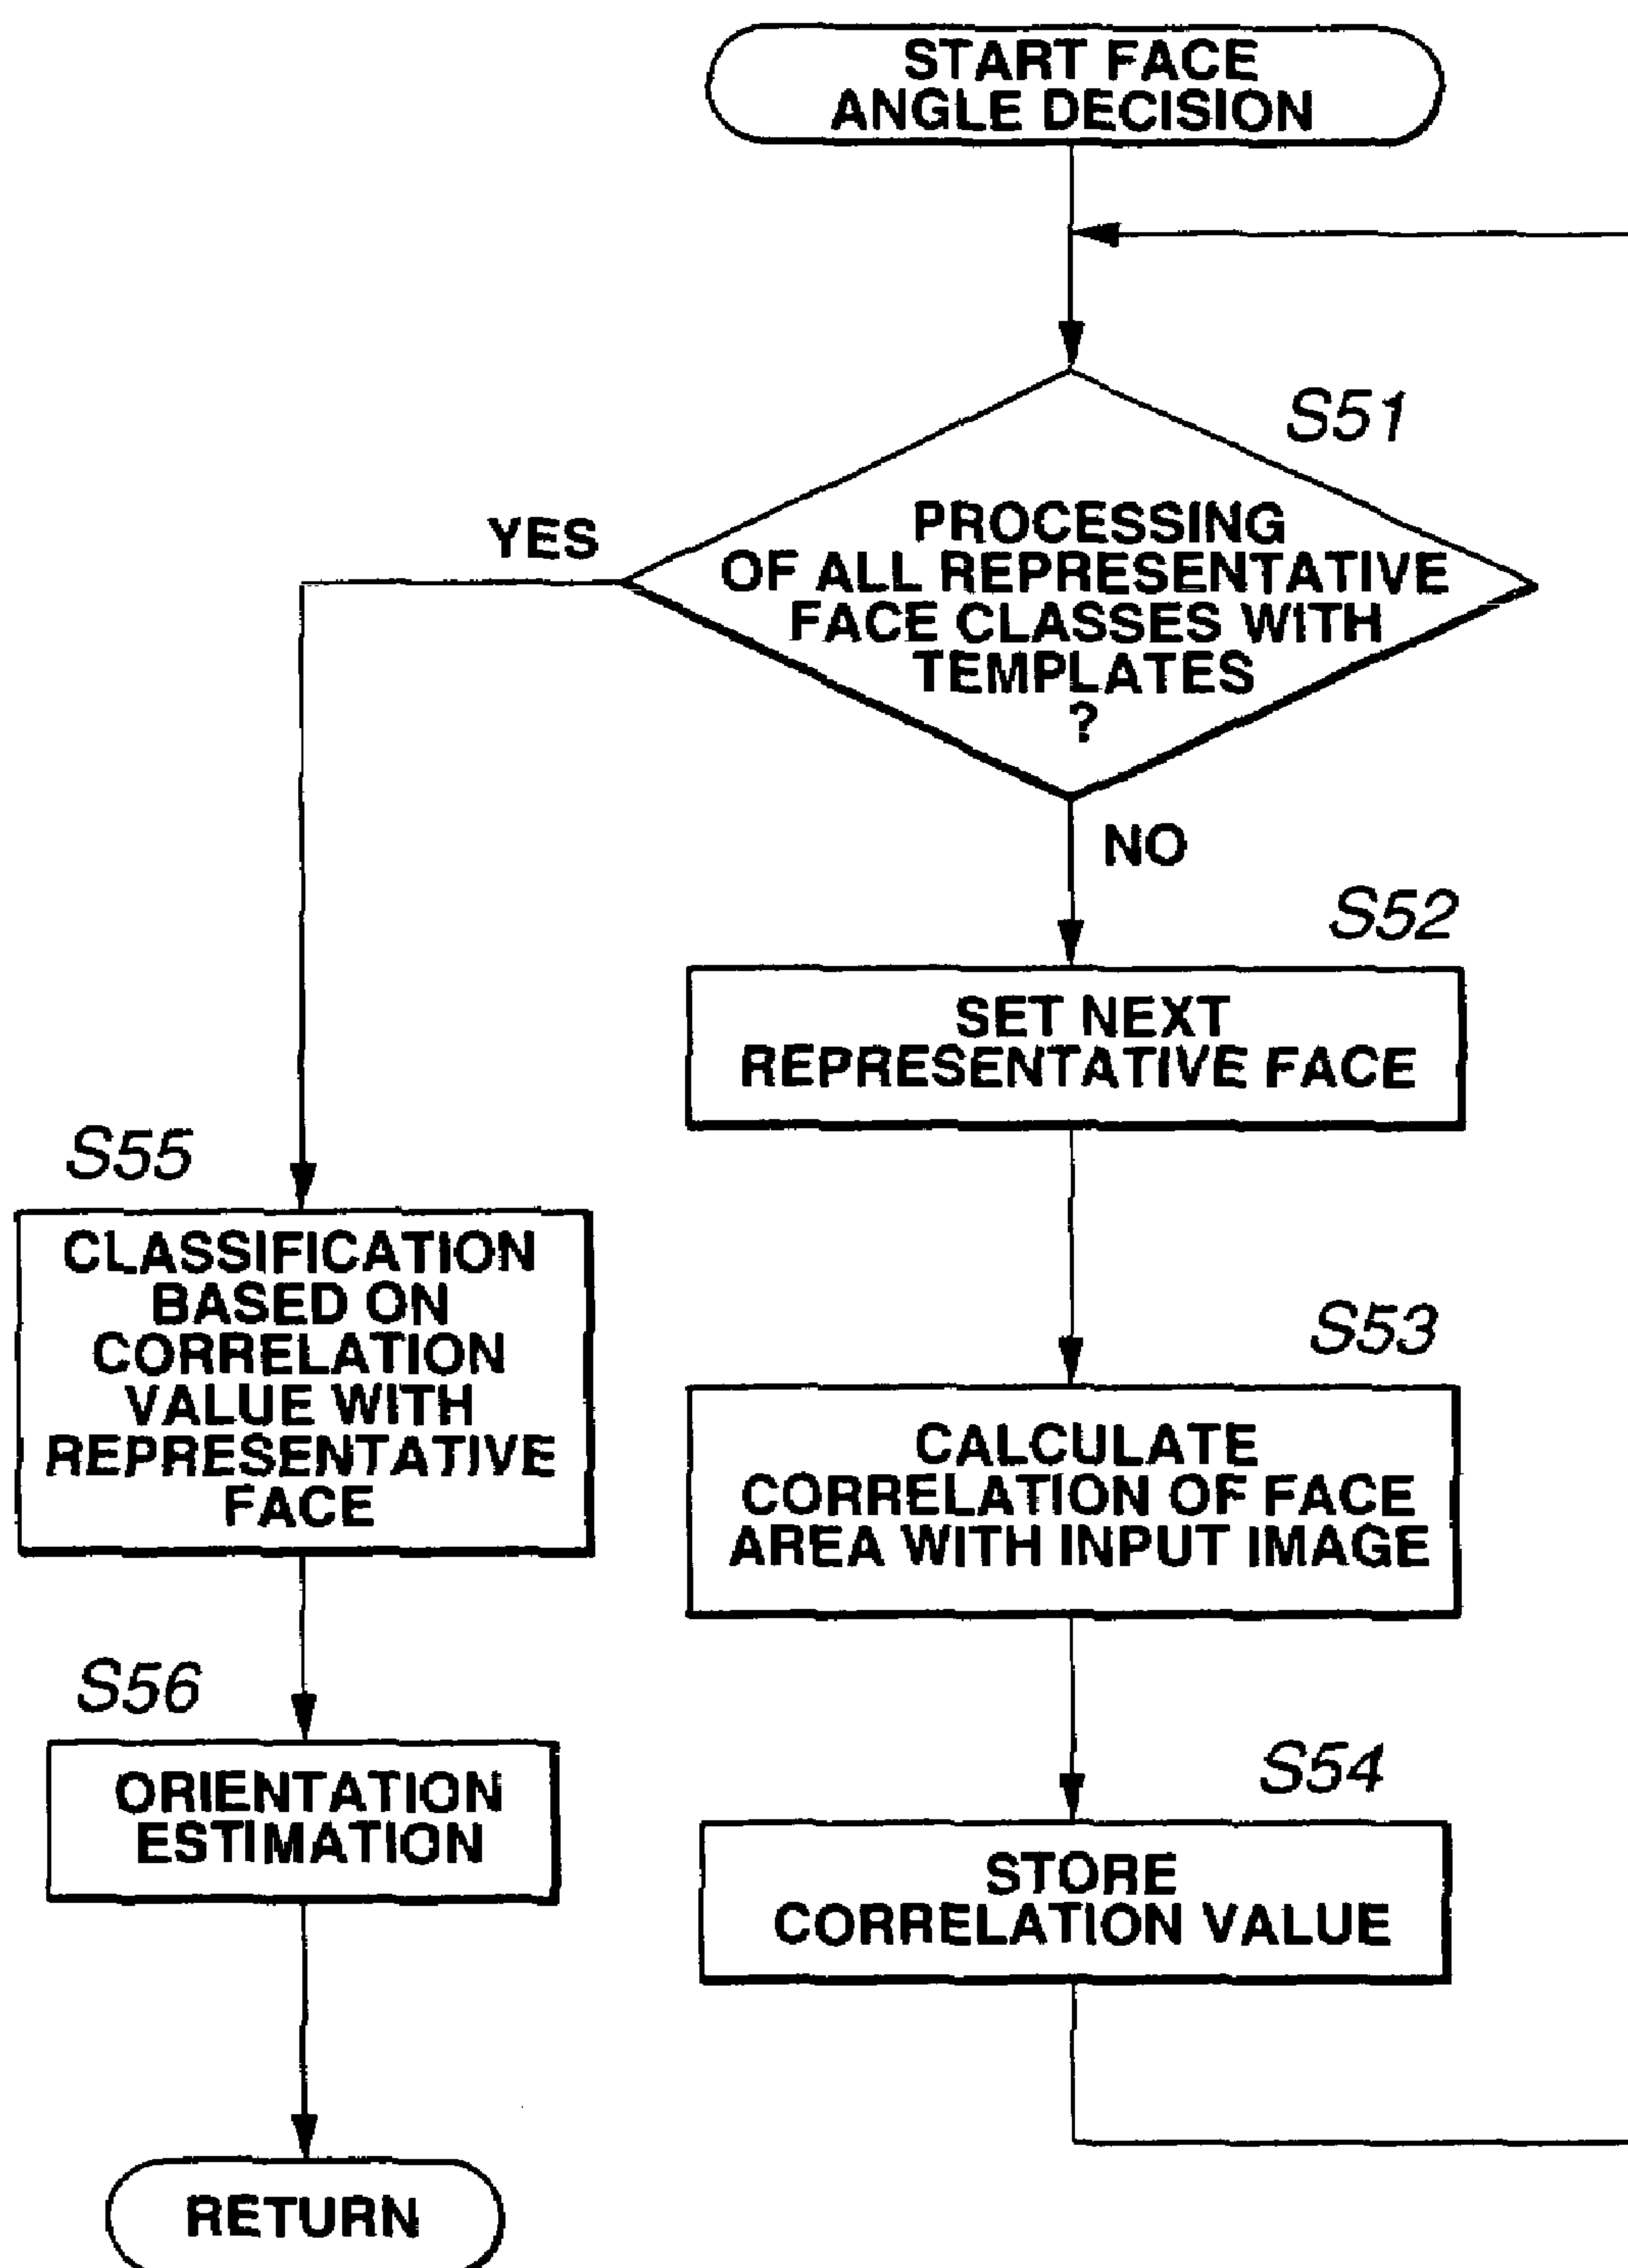 START FACE
ANGLE DECISION
S51
YES
PROCESSING
OF ALL REPRESENTATIVE
FACE CLASSES WITH
TEMPLATES
?
NO
S52
SET NEXT
REPRESENTATIVE FACE
S55
CLASSIFICATION
BASED ON
CORRELATION
VALUE WITH
REPRESENTATIVE
FACE
S53
CALCULATE
CORRELATION OF FACE
AREA WITH INPUT IMAGE
S56
ORIENTATION
ESTIMATION
S54
STORE
CORRELATION VALUE
RETURN